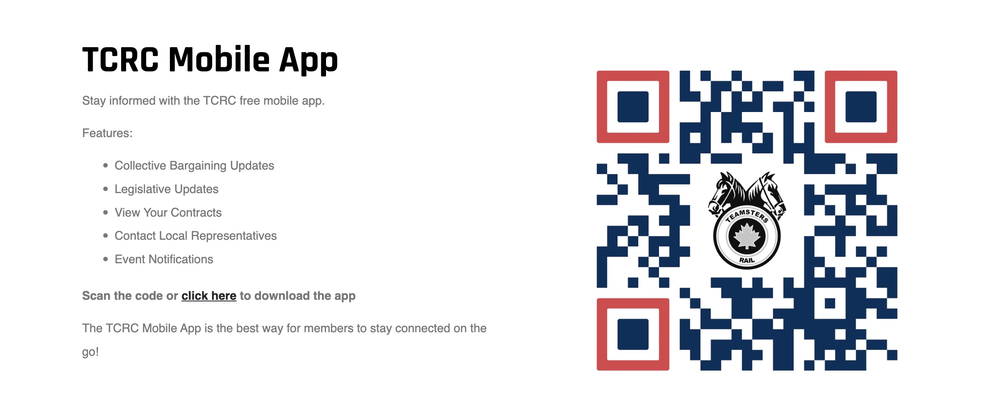 TCRC Mobile App
Stay informed with the TCRC free mobile app.
Features:
• Collective Bargaining Updates
• Legislative Updates
• View Your Contracts
• Contact Local Representatives
• Event Notifications
Scan the code or click here to download the app
The TCRC Mobile App is the best way for members to stay connected on the
go!
TEAMSTERS
RAIL